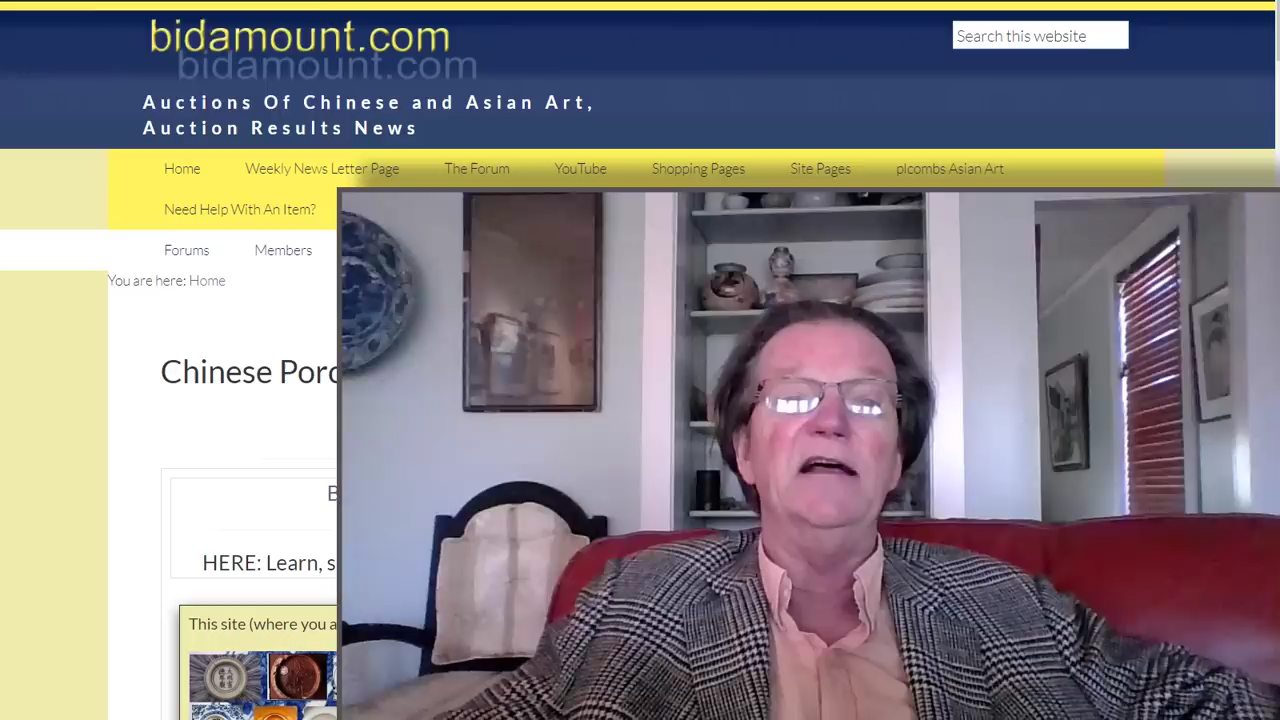 bidamount.com
bidamount.com
Auctions Of Chinese and Asian Art,
Auction Results News
Search this website
Home Weekly News Letter Page The Forum YouTube Shopping Pages Site Pages plcombs Asian Art
Need Help With An Item?
Forums Members
You are here: Home
Chinese Porc
B
HERE: Learn, s
This site (where you a